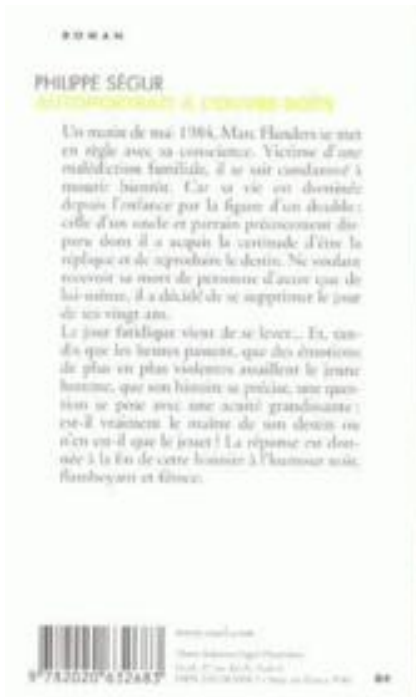 ROMAN
PHILIPPE SÉGUR
AUTOPORTRAIT À L'OUVRE-BOÎTE
Un matin de mai 1984, Marc Flanders se met
en règle avec sa conscience. Victime d'une
malédiction familiale, il se sait condamné à
mourir bientôt. Car sa vie est dominée
depuis l'enfance par la figure d'un double :
celle d'un oncle et parrain précocement dis-
paru dont il a acquis la certitude d'être la
réplique et de reproduire le destin. Ne voulant
recevoir sa mort de personne d'autre que de
lui-même, il a décidé de se supprimer le jour
de ses vingt ans.
Le jour fatidique vient de se lever... Et, tan-
dis que les heures passent, que des émotions
de plus en plus violentes assaillent le jeune
homme, que son histoire se précise, une ques-
tion se pose avec une acuité grandissante :
est-il vraiment le maître de son destin ou
n'en est-il que le jouet ? La réponse est don-
née à la fin de cette histoire à l'humour noir,
flamboyant et féroce.
9 782020 632683